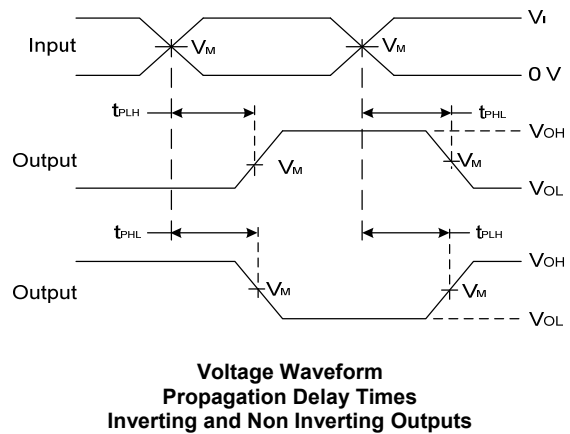 VI
Input
VM
VM
0 V
tPLH
tPHL
VOH
Output
VM
VM
VOL
tPHL
tPLH
VOH
Output
VM
VM
VOL
Voltage Waveform
Propagation Delay Times
Inverting and Non Inverting Outputs